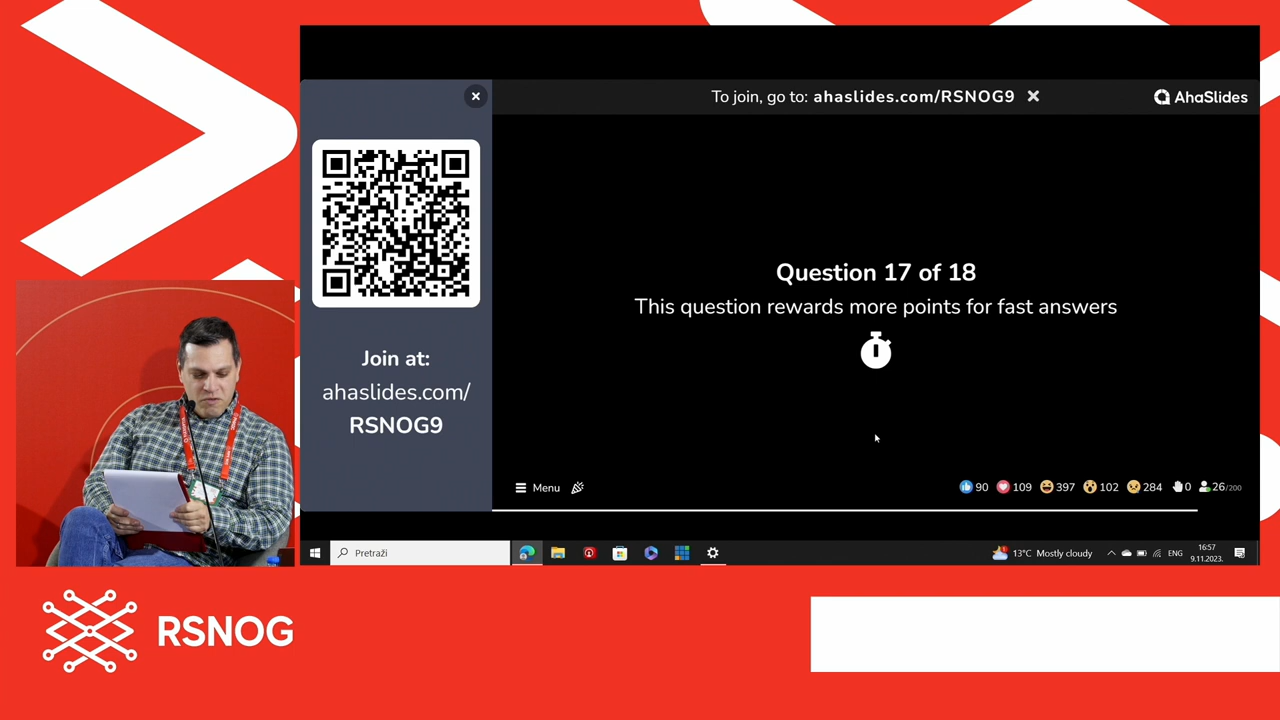 To join, go to: ahaslides.com/RSNOG9
AhaSlides
Question 17 of 18
This question rewards more points for fast answers
Join at:
ahaslides.com/
RSNOG9
Menu
90 109 397 102 284 0 26/200
Pretraži
13°C Mostly cloudy
ENG
16:57
9.11.2023.
RSNOG